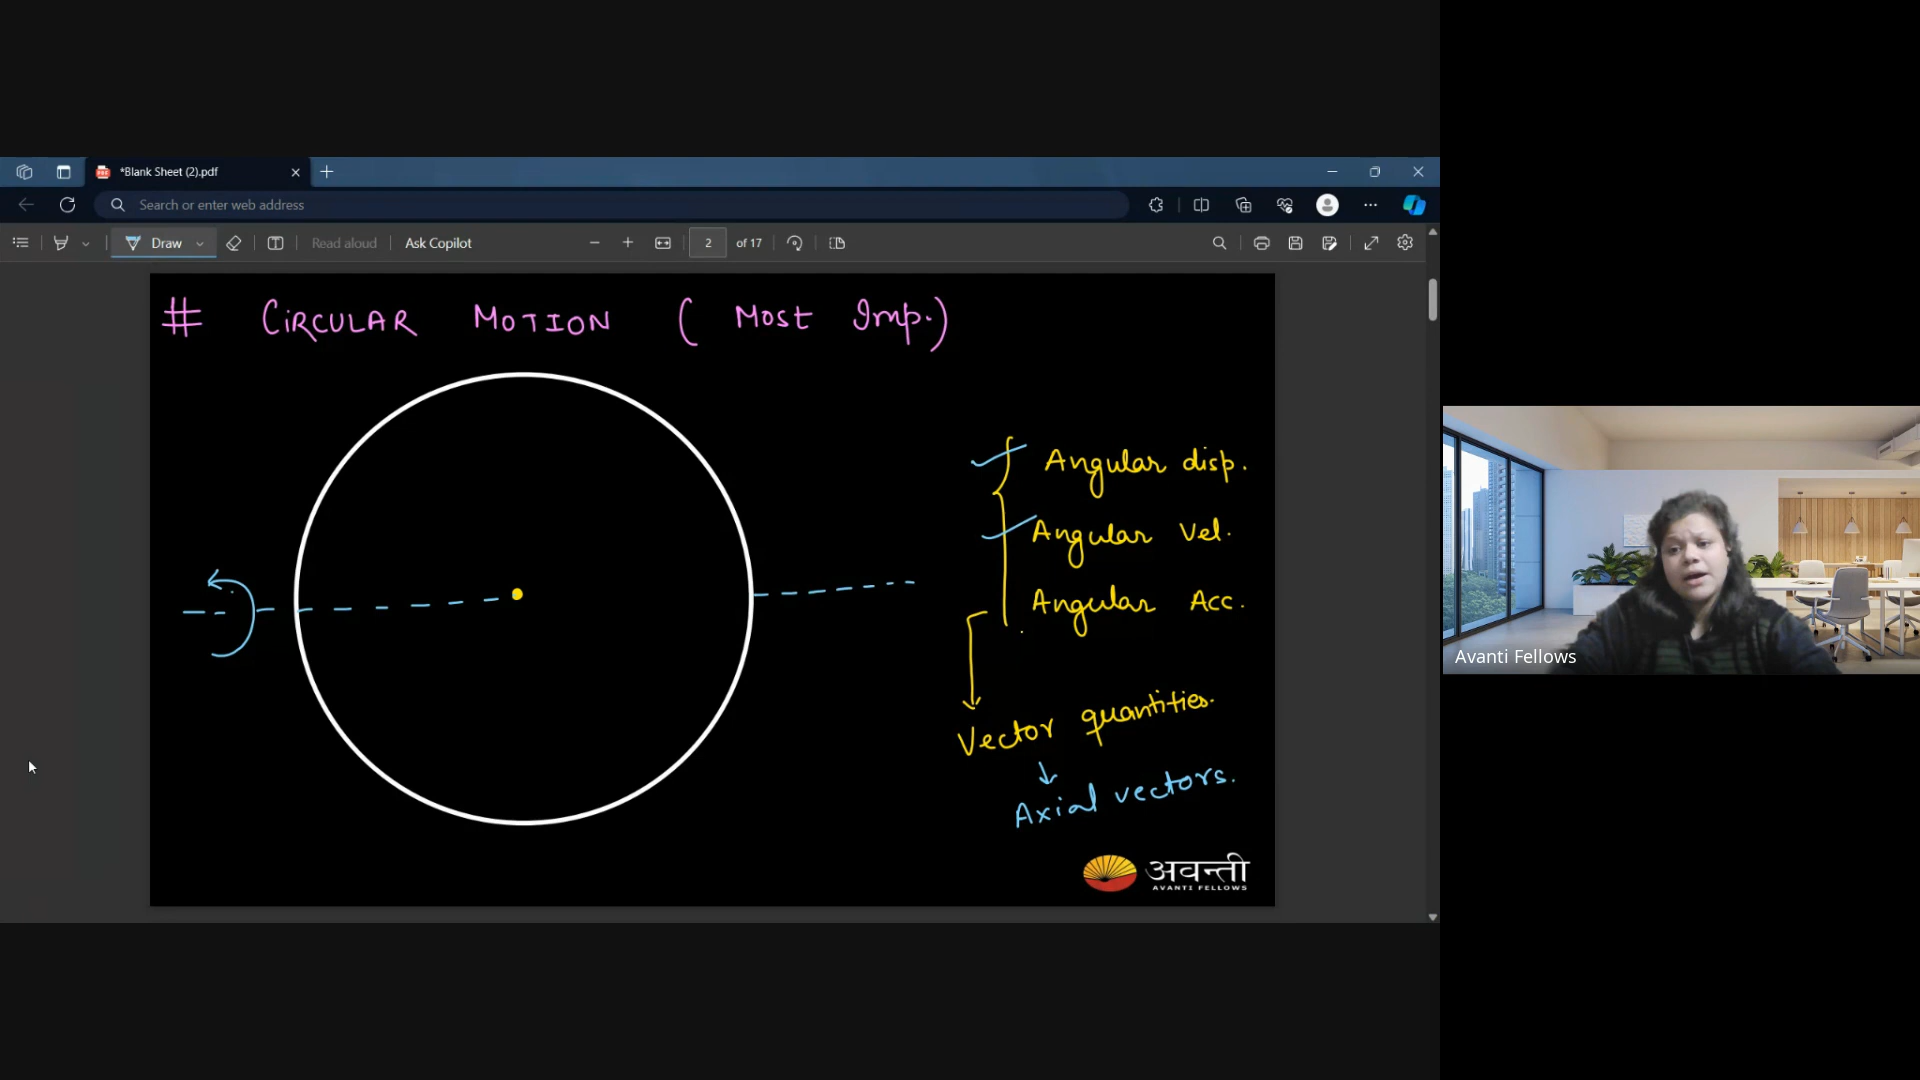 *Blank Sheet (2).pdf
Search or enter web address
Draw
Read aloud
Ask Copilot
2 of 17
# CIRCULAR MOTION ( Most Imp.)
Angular disp.
Angular Vel.
Angular Acc.
Vector quantities.
Axial vectors.
अवन्ती
AVANTI FELLOWS
Avanti Fellows